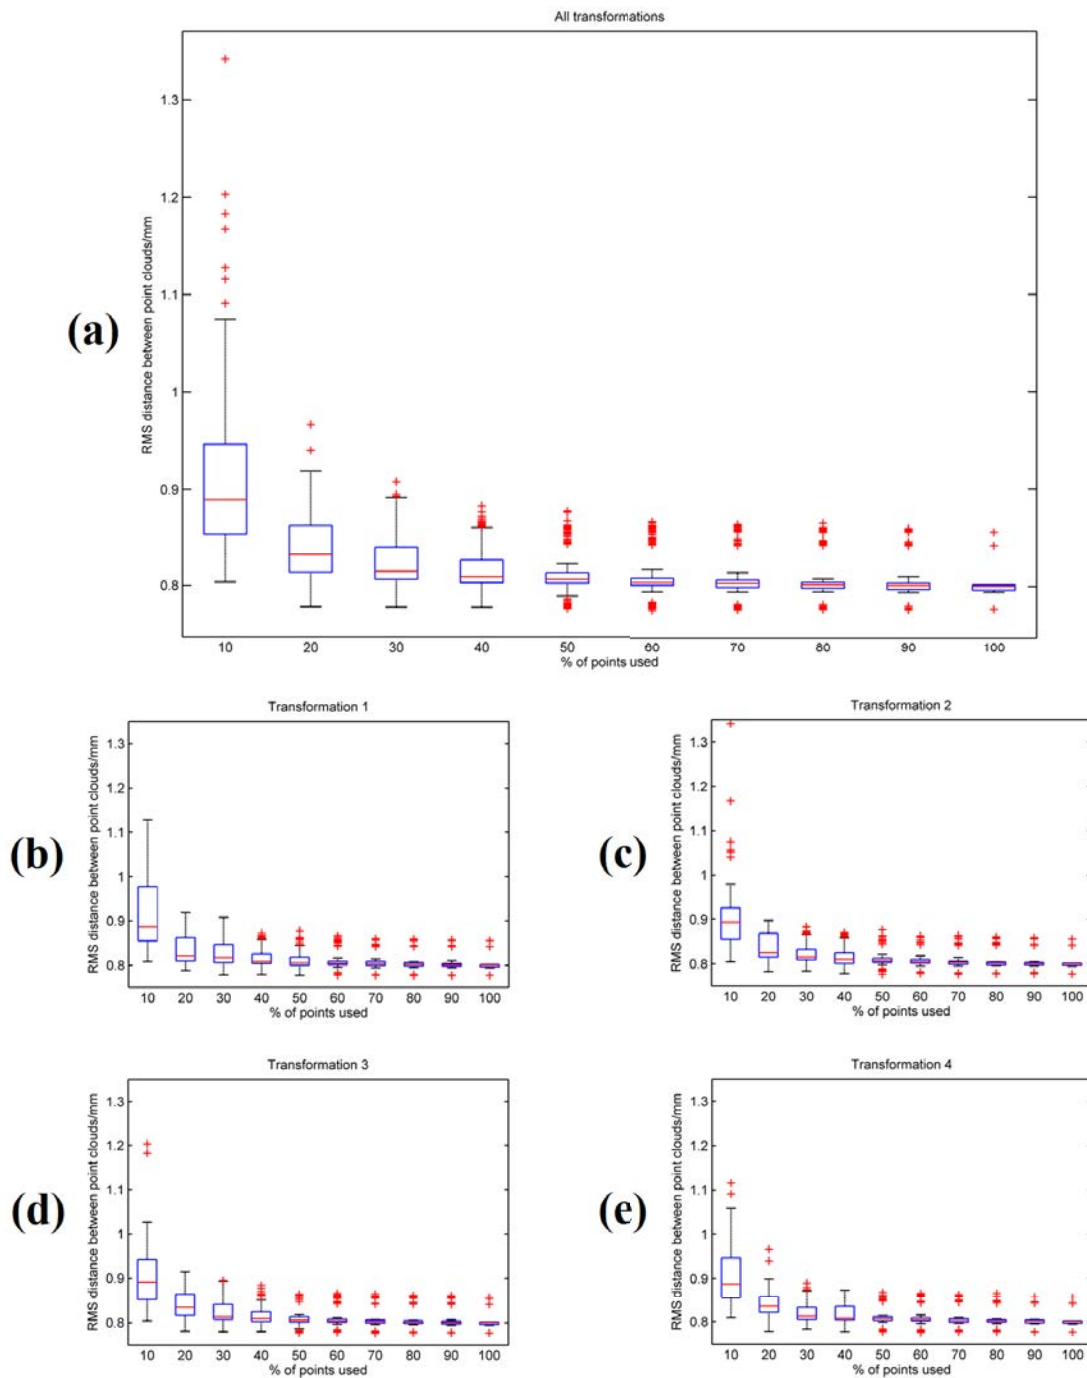 All transformations
RMS distance between point clouds/mm
1.3
1.2
1.1
1
0.9
0.8
10 20 30 40 50 60 70 80 90 100
% of points used
(a)
Transformation 1
RMS distance between point clouds/mm
1.3
1.2
1.1
1
0.9
0.8
10 20 30 40 50 60 70 80 90 100
% of points used
(b)
Transformation 2
RMS distance between point clouds/mm
1.3
1.2
1.1
1
0.9
0.8
10 20 30 40 50 60 70 80 90 100
% of points used
(c)
Transformation 3
RMS distance between point clouds/mm
1.3
1.2
1.1
1
0.9
0.8
10 20 30 40 50 60 70 80 90 100
% of points used
(d)
Transformation 4
RMS distance between point clouds/mm
1.3
1.2
1.1
1
0.9
0.8
10 20 30 40 50 60 70 80 90 100
% of points used
(e)